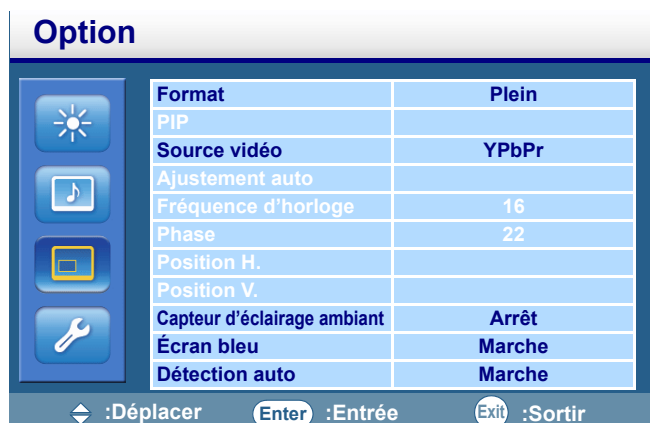 Option
Format Plein
PIP
Source vidéo YPbPr
Ajustement auto
Fréquence d’horloge 16
Phase 22
Position H.
Position V.
Capteur d’éclairage ambiant Arrêt
Écran bleu Marche
Détection auto Marche
:Déplacer Enter :Entrée Exit :Sortir